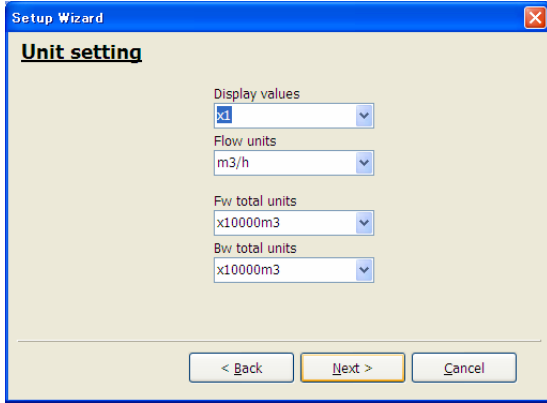 Setup Wizard
Unit setting
Display values
x1
Flow units
m3/h
Fw total units
x10000m3
Bw total units
x10000m3
< Back Next > Cancel